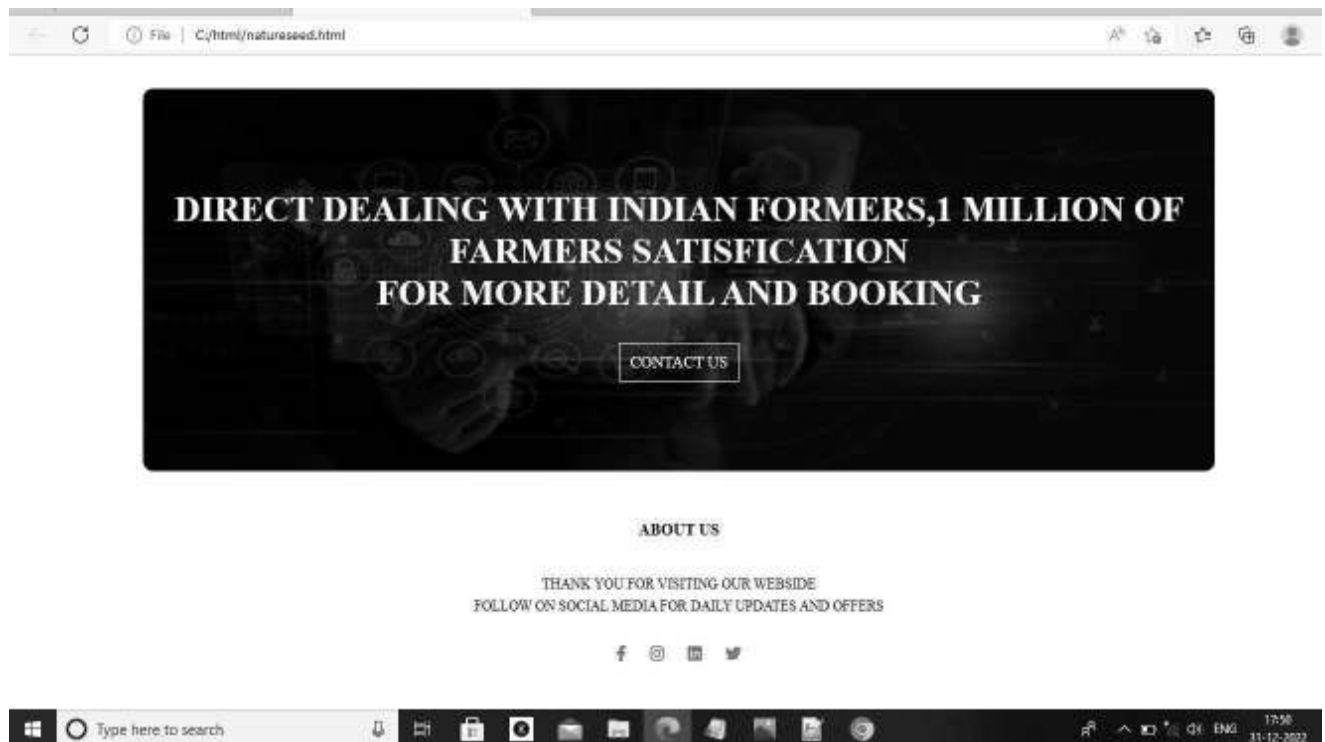 File | C:/html/natureseed.html
DIRECT DEALING WITH INDIAN FORMERS,1 MILLION OF
FARMERS SATISFICATION
FOR MORE DETAIL AND BOOKING
CONTACT US
ABOUT US
THANK YOU FOR VISITING OUR WEBSIDE
FOLLOW ON SOCIAL MEDIA FOR DAILY UPDATES AND OFFERS
Type here to search
ENG
17:50
31-12-2022